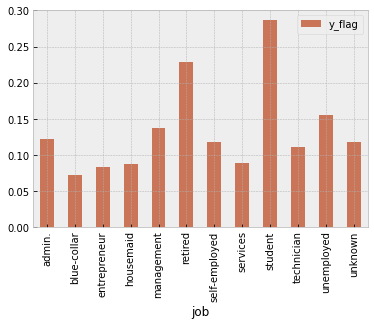 y_flag
0.30
0.25
0.20
0.15
0.10
0.05
0.00
admin.
blue-collar
entrepreneur
housemaid
management
retired
self-employed
services
student
technician
unemployed
unknown
job